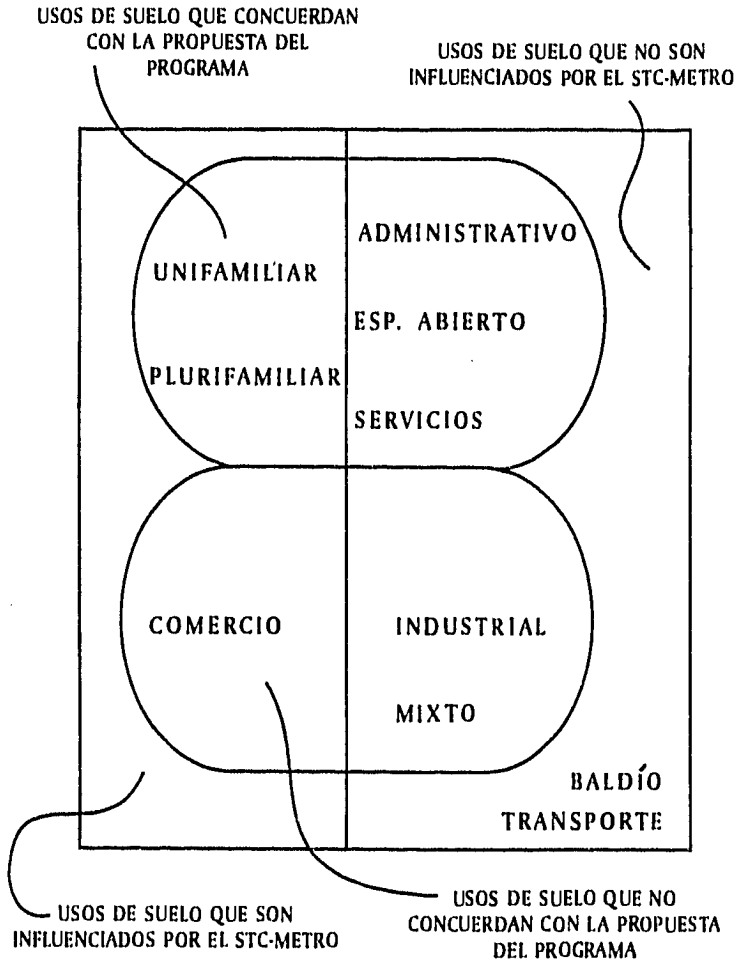 USOS DE SUELO QUE CONCUERDAN
CON LA PROPUESTA DEL
PROGRAMA
USOS DE SUELO QUE NO SON
INFLUENCIADOS POR EL STC-METRO
UNIFAMILIAR
PLURIFAMILIAR
ADMINISTRATIVO
ESP. ABIERTO
SERVICIOS
COMERCIO
INDUSTRIAL
MIXTO
BALDÍO
TRANSPORTE
USOS DE SUELO QUE SON
INFLUENCIADOS POR EL STC-METRO
USOS DE SUELO QUE NO
CONCUERDAN CON LA PROPUESTA
DEL PROGRAMA